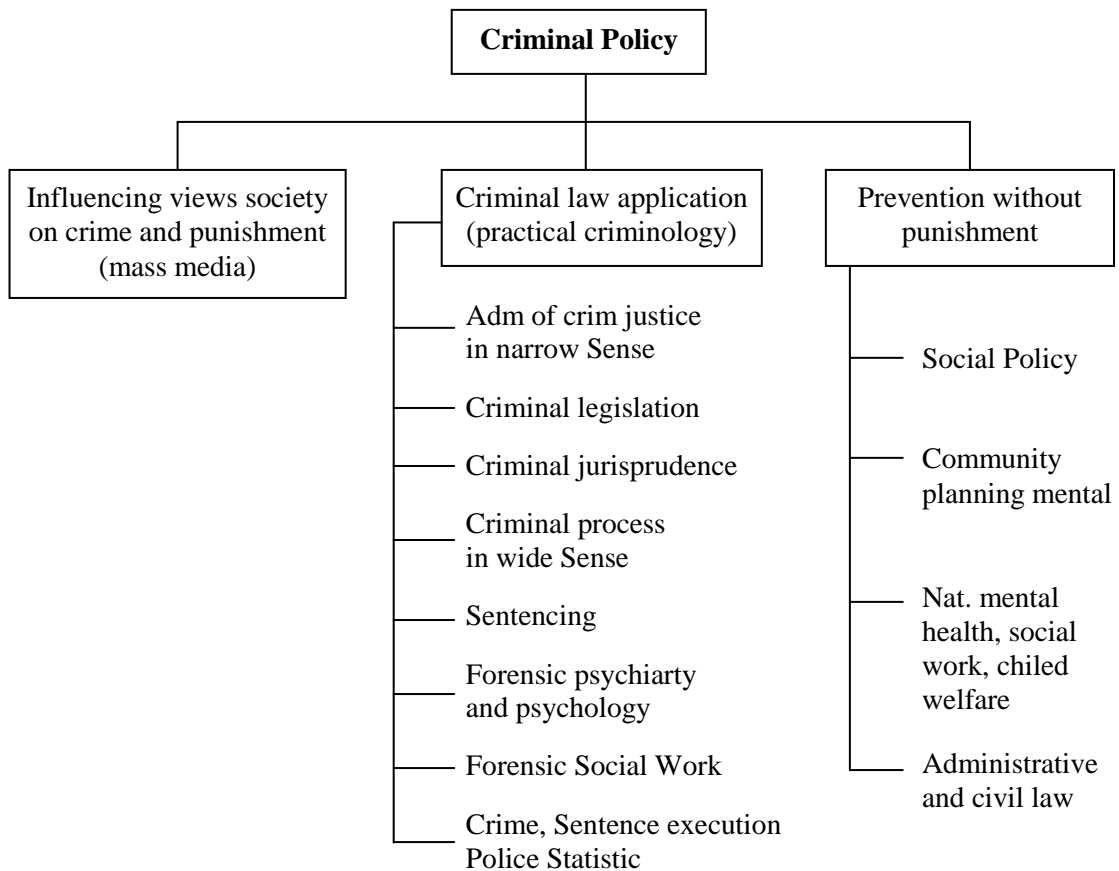 Criminal Policy
Influencing views society
on crime and punishment
(mass media)
Criminal law application
(practical criminology)
Adm of crim justice
in narrow Sense
Criminal legislation
Criminal jurisprudence
Criminal process
in wide Sense
Sentencing
Forensic psychiarty
and psychology
Forensic Social Work
Crime, Sentence execution
Police Statistic
Prevention without
punishment
Social Policy
Community
planning mental
Nat. mental
health, social
work, chiled
welfare
Administrative
and civil law